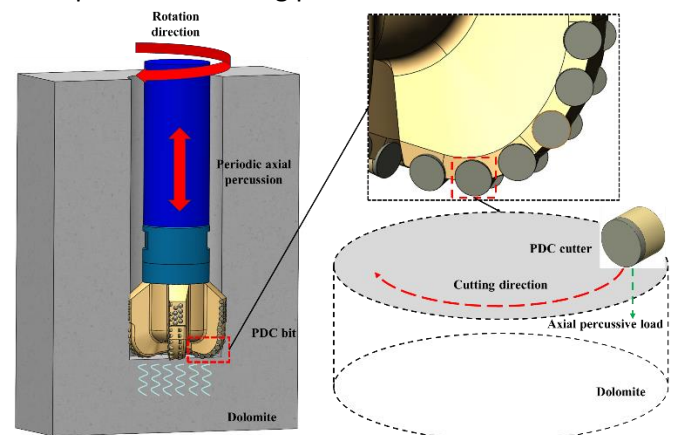 Rotation
direction
Periodic axial
percussion
PDC bit
Dolomite
PDC cutter
Cutting direction
Axial percussive load
Dolomite